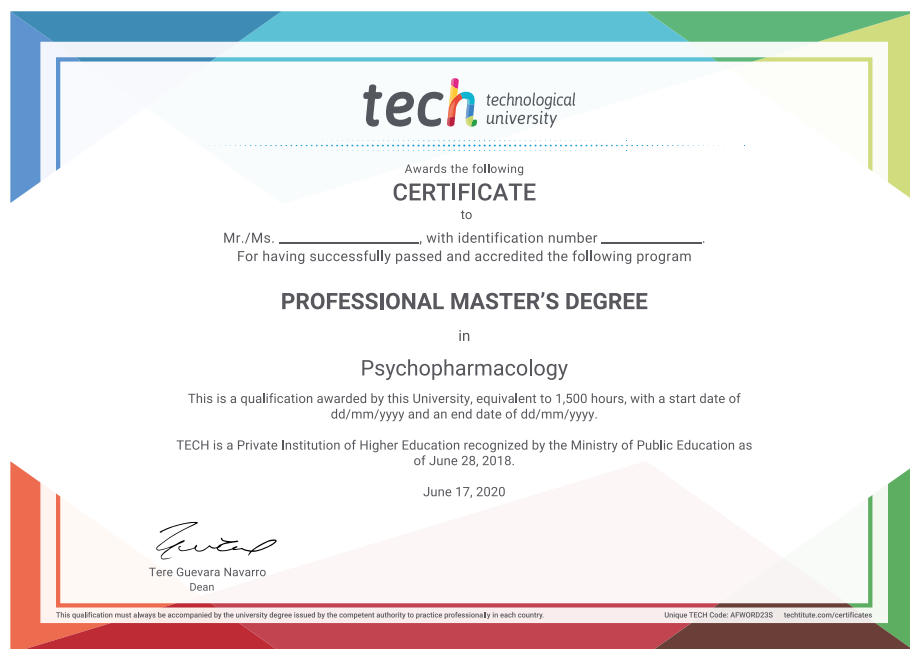 tech technological
university
Awards the following
CERTIFICATE
to
Mr./Ms. ____________________, with identification number ______________.
For having successfully passed and accredited the following program
PROFESSIONAL MASTER'S DEGREE
in
Psychopharmacology
This is a qualification awarded by this University, equivalent to 1,500 hours, with a start date of
dd/mm/yyyy and an end date of dd/mm/yyyy.
TECH is a Private Institution of Higher Education recognized by the Ministry of Public Education as
of June 28, 2018.
June 17, 2020
Tere Guevara Navarro
Dean
This qualification must always be accompanied by the university degree issued by the competent authority to practice professionally in each country. Unique TECH Code: AFWORD23S techtitute.com/certificates